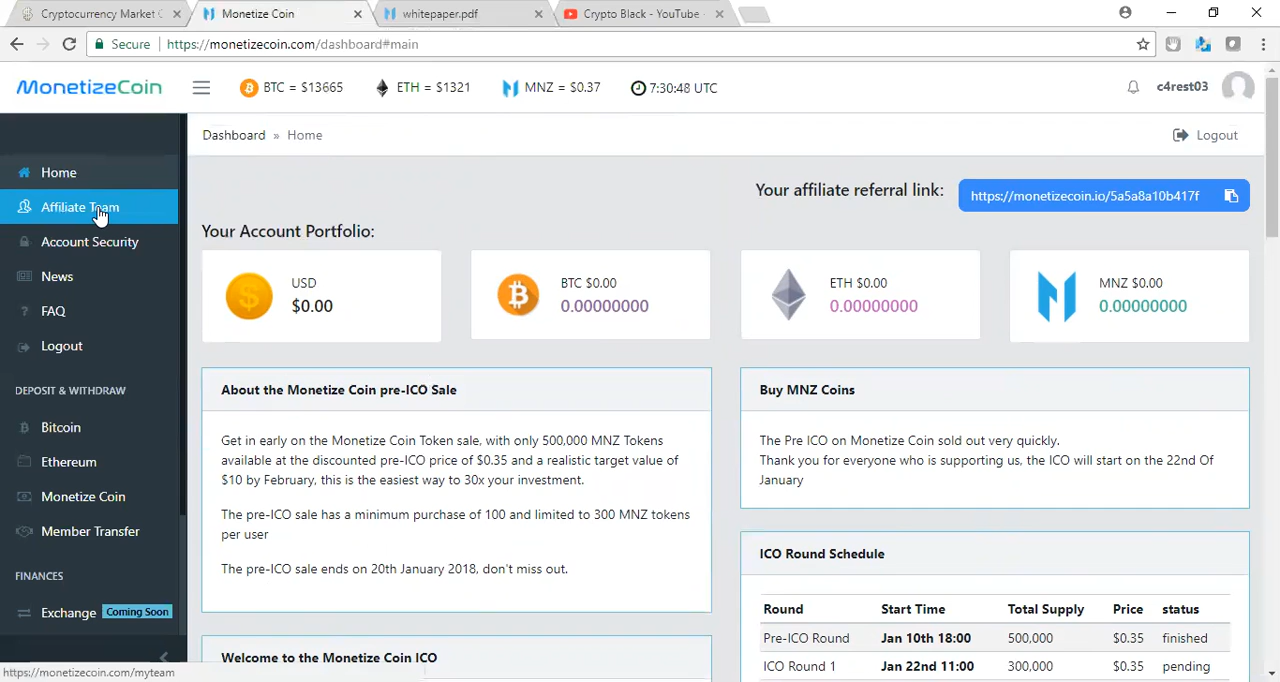 Cryptocurrency Market C
Monetize Coin
whitepaper.pdf
Crypto Black - YouTube
Secure
https://monetizecoin.com/dashboard#main
MonetizeCoin
BTC = $13665
ETH = $1321
MNZ = $0.37
7:30:48 UTC
c4rest03
Dashboard » Home
Logout
Home
Affiliate Team
Account Security
News
FAQ
Logout
DEPOSIT & WITHDRAW
Bitcoin
Ethereum
Monetize Coin
Member Transfer
FINANCES
Exchange Coming Soon
https://monetizecoin.com/myteam
Your affiliate referral link:
https://monetizecoin.io/5a5a8a10b417f
Your Account Portfolio:
USD
$0.00
BTC $0.00
0.00000000
ETH $0.00
0.00000000
MNZ $0.00
0.00000000
About the Monetize Coin pre-ICO Sale
Get in early on the Monetize Coin Token sale, with only 500,000 MNZ Tokens
available at the discounted pre-ICO price of $0.35 and a realistic target value of
$10 by February, this is the easiest way to 30x your investment.
The pre-ICO sale has a minimum purchase of 100 and limited to 300 MNZ tokens
per user
The pre-ICO sale ends on 20th January 2018, don't miss out.
Welcome to the Monetize Coin ICO
Buy MNZ Coins
The Pre ICO on Monetize Coin sold out very quickly.
Thank you for everyone who is supporting us, the ICO will start on the 22nd Of
January
ICO Round Schedule
Round Start Time Total Supply Price status
Pre-ICO Round Jan 10th 18:00 500,000 $0.35 finished
ICO Round 1 Jan 22nd 11:00 300,000 $0.35 pending